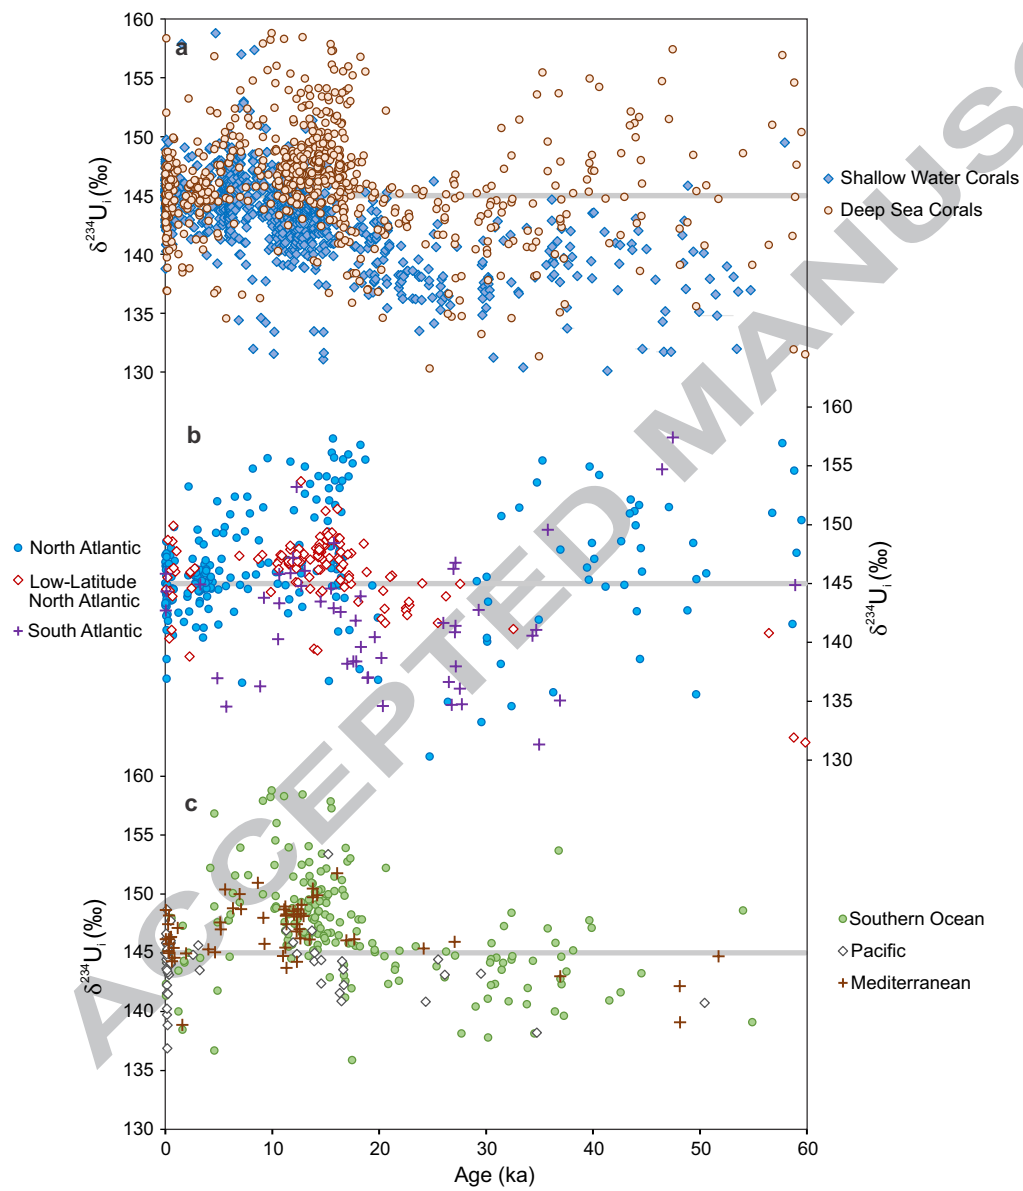 160
155
150
145
140
135
130
δ²³⁴Uᵢ (‰)
a
Shallow Water Corals
Deep Sea Corals
160
155
150
145
140
135
130
δ²³⁴Uᵢ (‰)
b
North Atlantic
Low-Latitude
North Atlantic
South Atlantic
160
155
150
145
140
135
130
δ²³⁴Uᵢ (‰)
c
Southern Ocean
Pacific
Mediterranean
0
10
20
30
40
50
60
Age (ka)
ACCEPTED MANUSC